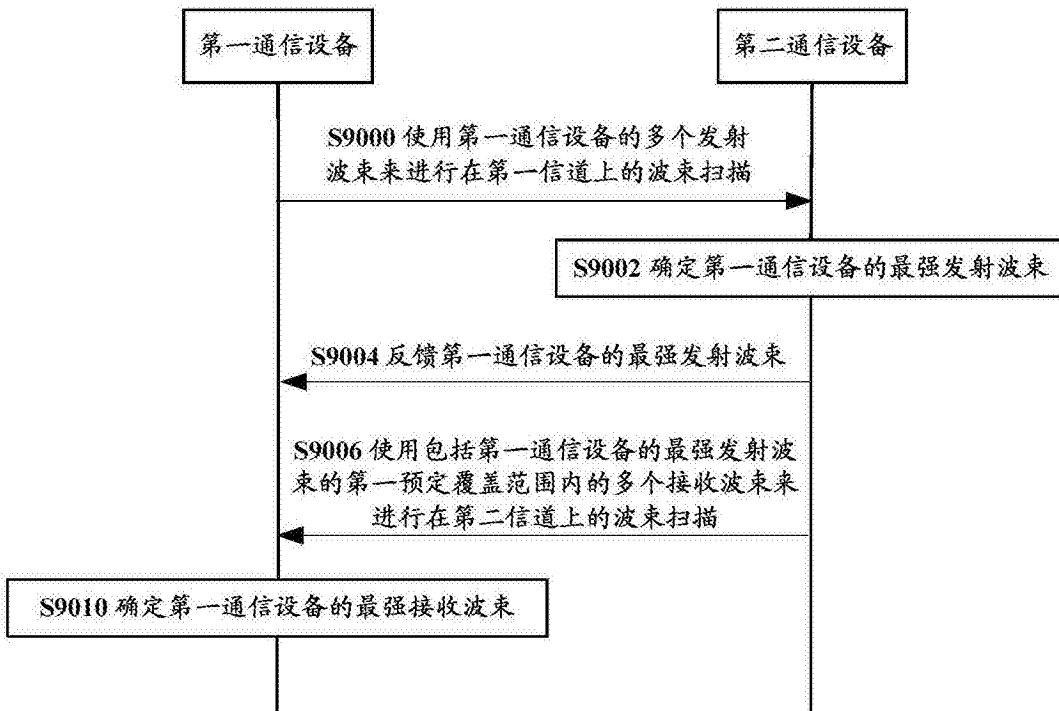 第一通信设备
第二通信设备
S9000 使用第一通信设备的多个发射
波束来进行在第一信道上的波束扫描
S9002 确定第一通信设备的最强发射波束
S9004 反馈第一通信设备的最强发射波束
S9006 使用包括第一通信设备的最强发射波
束的第一预定覆盖范围内的多个接收波束来
进行在第二信道上的波束扫描
S9010 确定第一通信设备的最强接收波束